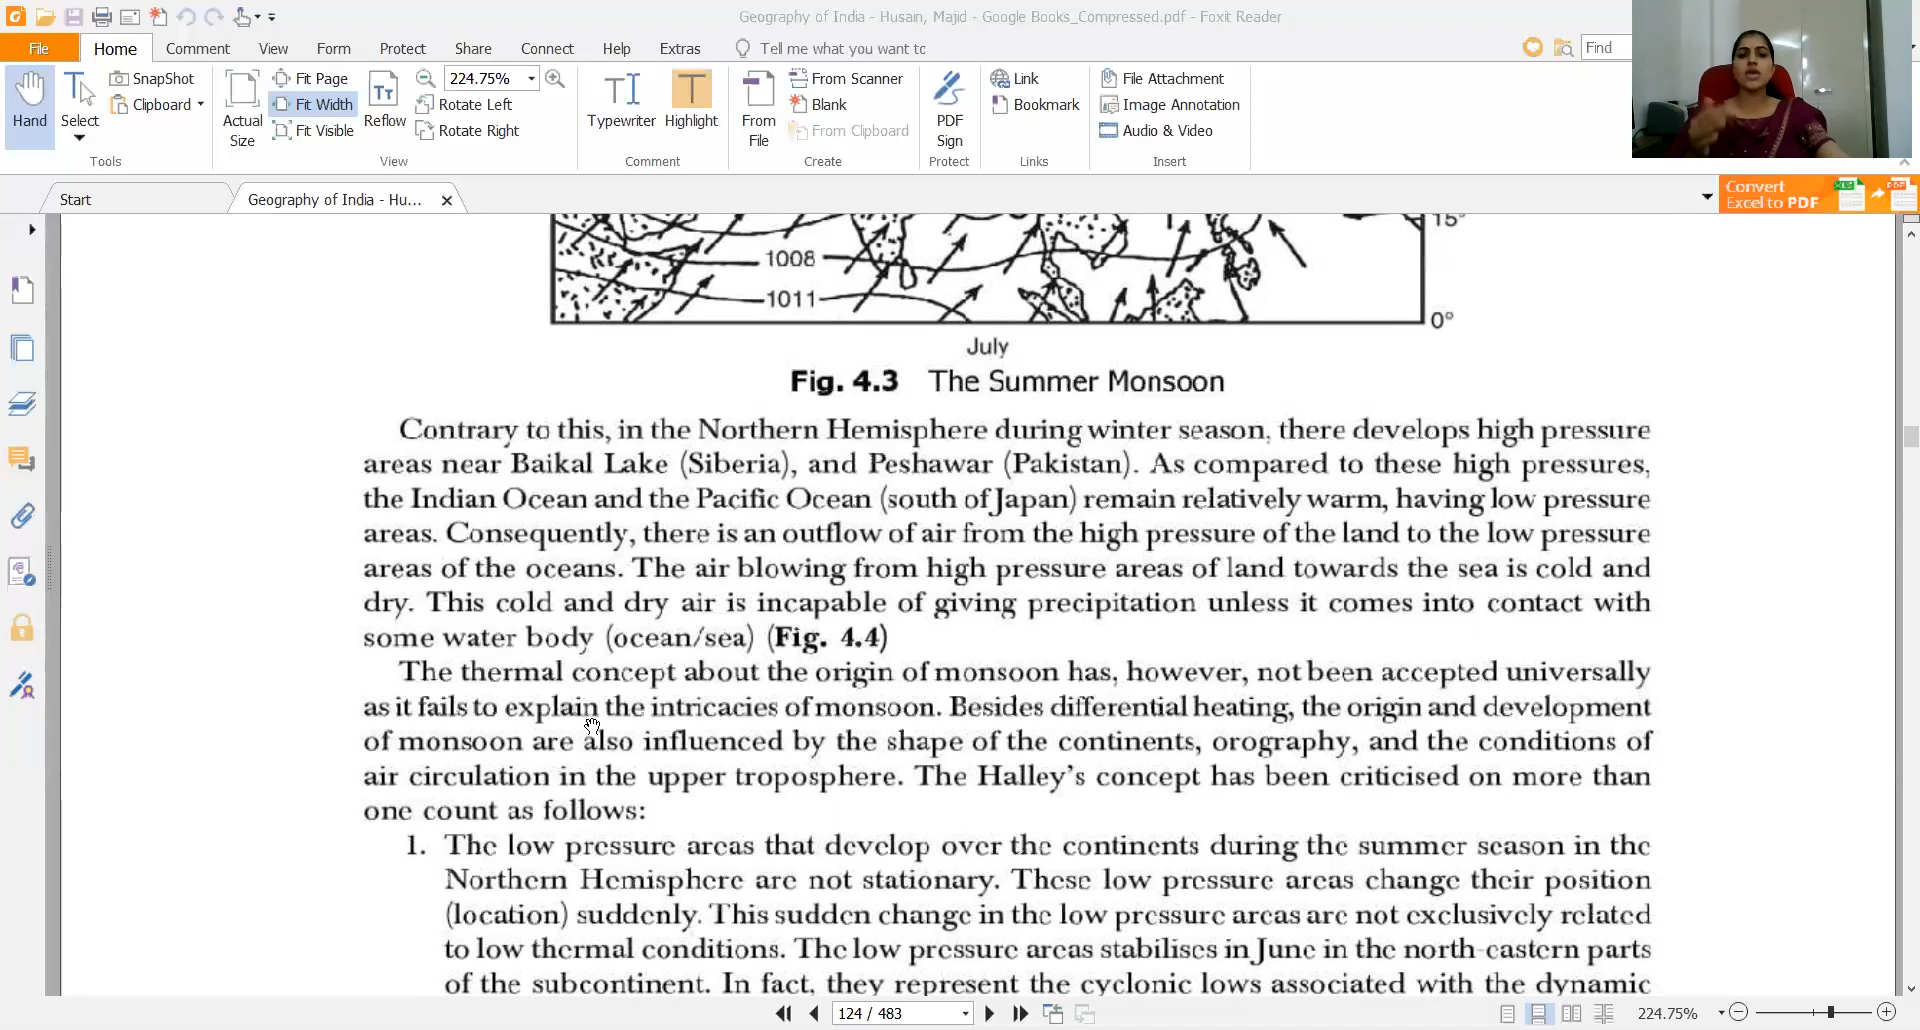 Geography of India - Husain, Majid - Google Books_Compressed.pdf - Foxit Reader
File Home Comment View Form Protect Share Connect Help Extras Tell me what you want to Find
SnapShot Fit Page 224.75% From Scanner Link File Attachment
Clipboard Fit Width Rotate Left Blank Bookmark Image Annotation
Hand Select Actual Size Fit Visible Reflow Rotate Right Typewriter Highlight From File From Clipboard PDF Sign Audio & Video
Tools View Comment Create Protect Links Insert
Start Geography of India - Hu... Convert Excel to PDF
15°
1008
1011
0°
July
Fig. 4.3 The Summer Monsoon
Contrary to this, in the Northern Hemisphere during winter season, there develops high pressure
areas near Baikal Lake (Siberia), and Peshawar (Pakistan). As compared to these high pressures,
the Indian Ocean and the Pacific Ocean (south of Japan) remain relatively warm, having low pressure
areas. Consequently, there is an outflow of air from the high pressure of the land to the low pressure
areas of the oceans. The air blowing from high pressure areas of land towards the sea is cold and
dry. This cold and dry air is incapable of giving precipitation unless it comes into contact with
some water body (ocean/sea) (Fig. 4.4)
The thermal concept about the origin of monsoon has, however, not been accepted universally
as it fails to explain the intricacies of monsoon. Besides differential heating, the origin and development
of monsoon are also influenced by the shape of the continents, orography, and the conditions of
air circulation in the upper troposphere. The Halley's concept has been criticised on more than
one count as follows:
1. The low pressure areas that develop over the continents during the summer season in the
Northern Hemisphere are not stationary. These low pressure areas change their position
(location) suddenly. This sudden change in the low pressure areas are not exclusively related
to low thermal conditions. The low pressure areas stabilises in June in the north-eastern parts
of the subcontinent. In fact, they represent the cyclonic lows associated with the dynamic
124 / 483 224.75%